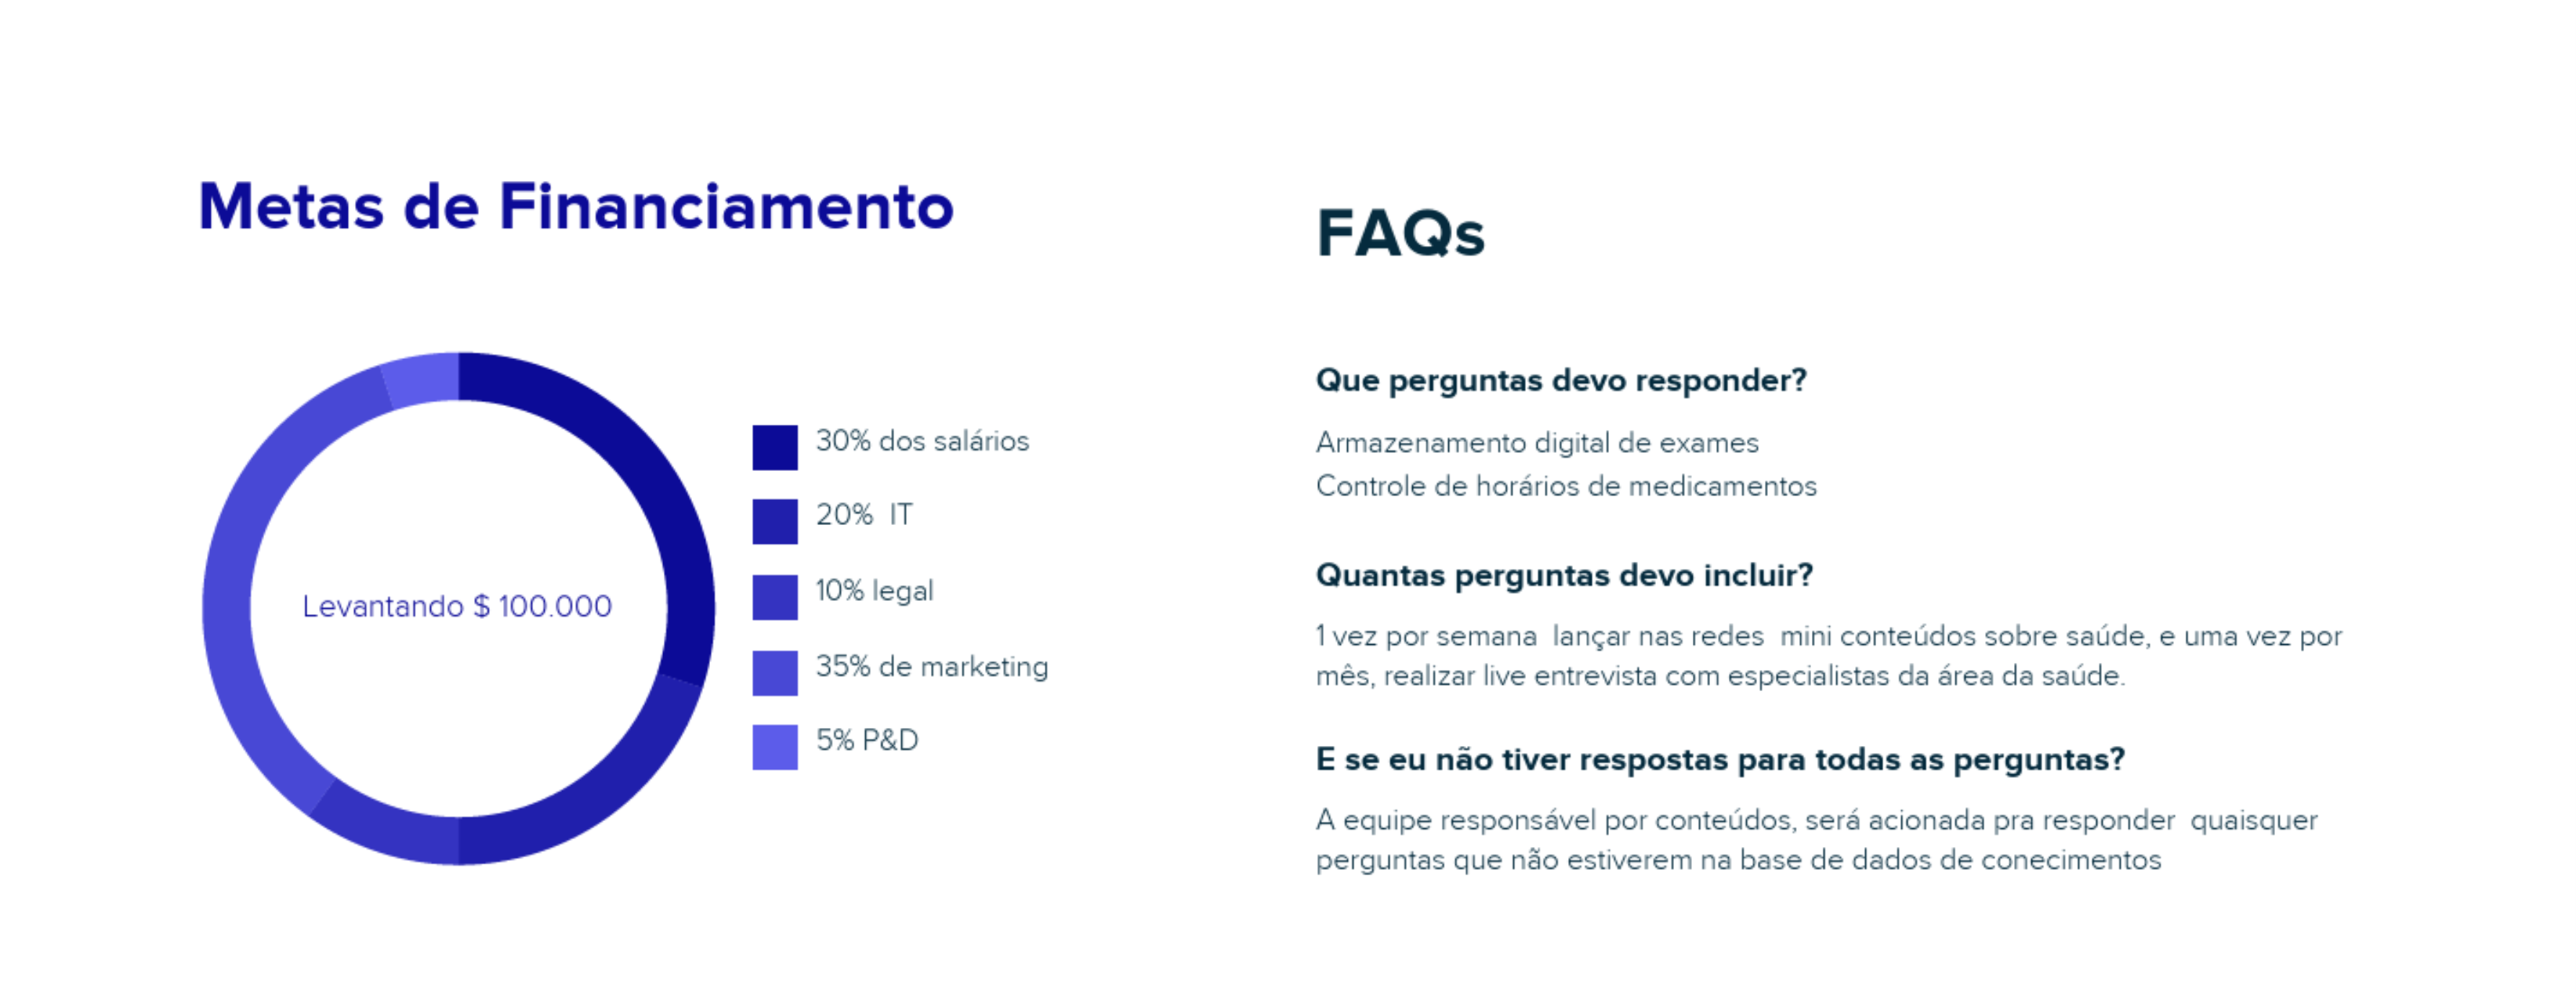 Metas de Financiamento
Levantando $ 100.000
30% dos salários
20%  IT
10% legal
35% de marketing
5% P&D
FAQs
Que perguntas devo responder?
Armazenamento digital de exames
Controle de horários de medicamentos
Quantas perguntas devo incluir?
1 vez por semana  lançar nas redes  mini conteúdos sobre saúde, e uma vez por
mês, realizar live entrevista com especialistas da área da saúde.
E se eu não tiver respostas para todas as perguntas?
A equipe responsável por conteúdos, será acionada pra responder  quaisquer
perguntas que não estiverem na base de dados de conecimentos